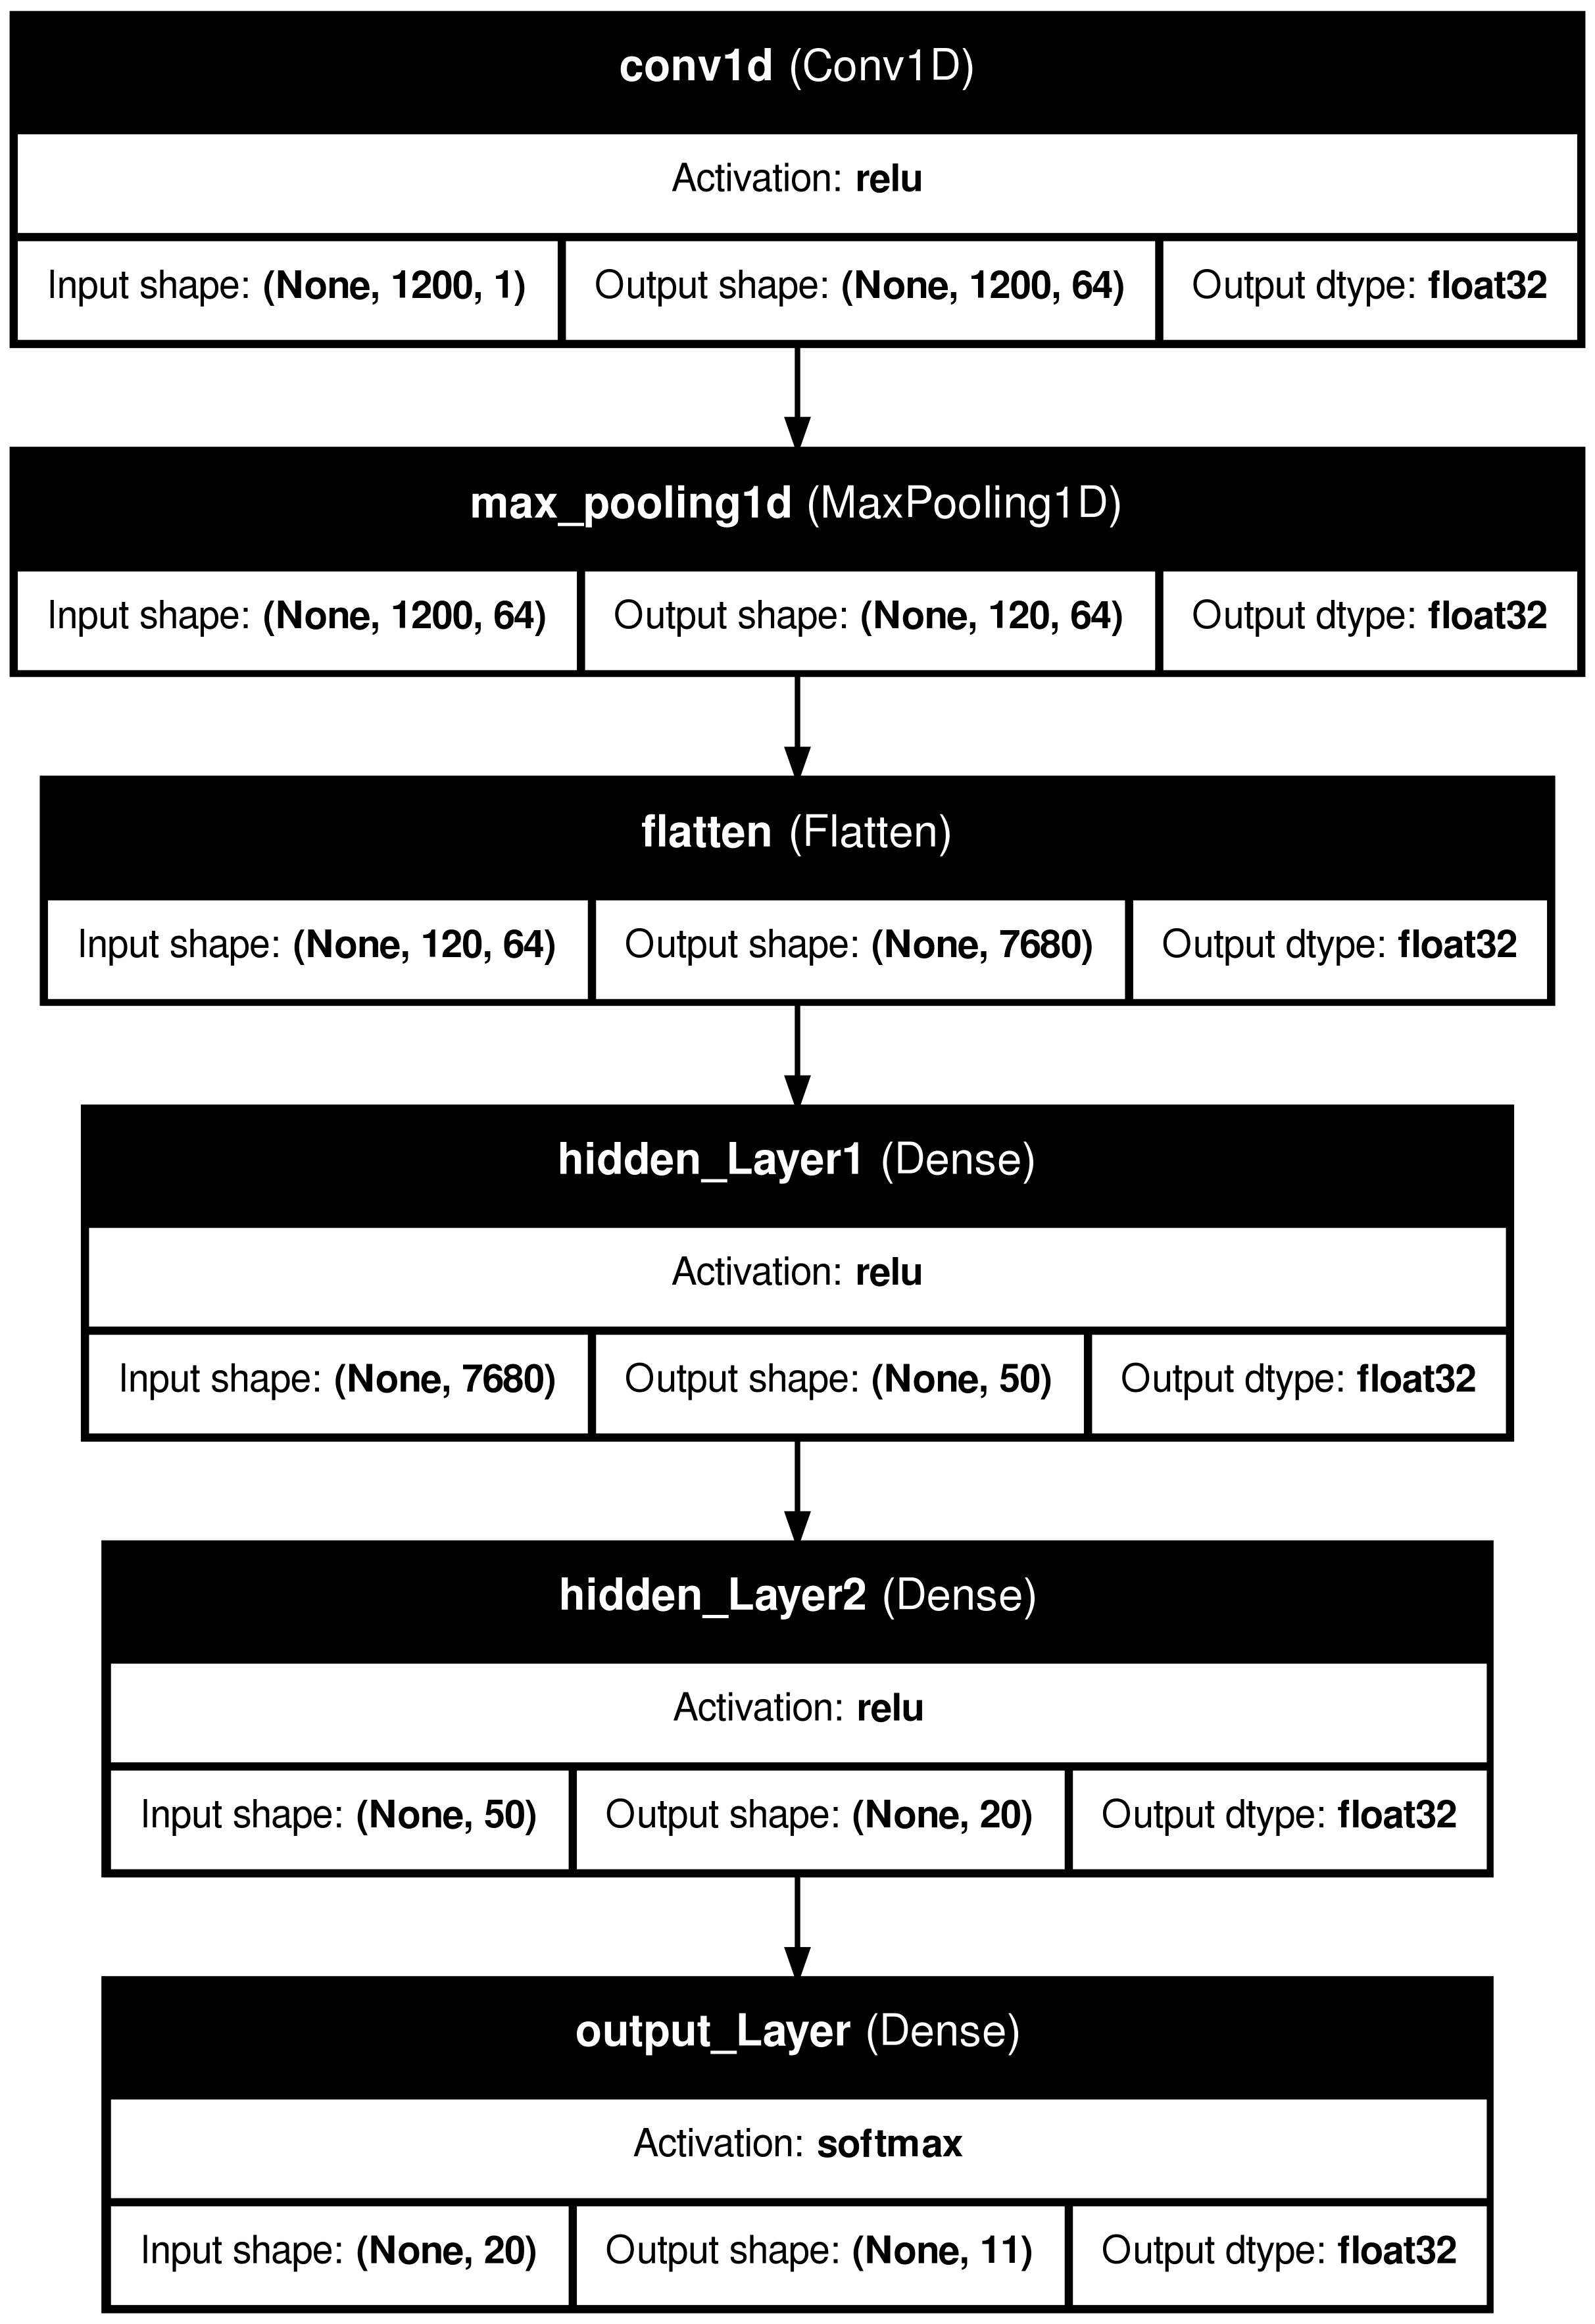 conv1d (Conv1D)
Activation: relu
Input shape: (None, 1200, 1) Output shape: (None, 1200, 64) Output dtype: float32
max_pooling1d (MaxPooling1D)
Input shape: (None, 1200, 64) Output shape: (None, 120, 64) Output dtype: float32
flatten (Flatten)
Input shape: (None, 120, 64) Output shape: (None, 7680) Output dtype: float32
hidden_Layer1 (Dense)
Activation: relu
Input shape: (None, 7680) Output shape: (None, 50) Output dtype: float32
hidden_Layer2 (Dense)
Activation: relu
Input shape: (None, 50) Output shape: (None, 20) Output dtype: float32
output_Layer (Dense)
Activation: softmax
Input shape: (None, 20) Output shape: (None, 11) Output dtype: float32